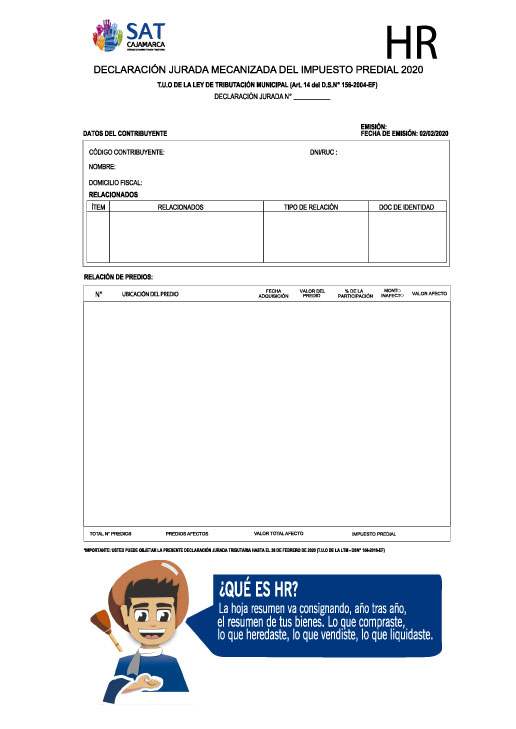 SAT
CAJAMARCA
HR
DECLARACIÓN JURADA MECANIZADA DEL IMPUESTO PREDIAL 2020
T.U.O DE LA LEY DE TRIBUTACIÓN MUNICIPAL (Art. 14 del D.S.N° 156-2004-EF)
DECLARACIÓN JURADA N° __________
EMISIÓN:
DATOS DEL CONTRIBUYENTE FECHA DE EMISIÓN: 02/02/2020
CÓDIGO CONTRIBUYENTE: DNI/RUC :
NOMBRE:
DOMICILIO FISCAL:
RELACIONADOS
ÍTEM RELACIONADOS TIPO DE RELACIÓN DOC DE IDENTIDAD
RELACIÓN DE PREDIOS:
N° UBICACIÓN DEL PREDIO FECHA ADQUISICIÓN VALOR DEL PREDIO % DE LA PARTICIPACIÓN MONTO INAFECTO VALOR AFECTO
TOTAL N° PREDIOS PREDIOS AFECTOS VALOR TOTAL AFECTO IMPUESTO PREDIAL
*IMPORTANTE: USTED PUEDE OBJETAR LA PRESENTE DECLARACIÓN JURADA TRIBUTARIA HASTA EL 28 DE FEBRERO DE 2020 (T.U.O DE LA LTM - DSN° 156-2019-EF)
¿QUÉ ES HR?
La hoja resumen va consignando, año tras año,
el resumen de tus bienes. Lo que compraste,
lo que heredaste, lo que vendiste, lo que liquidaste.